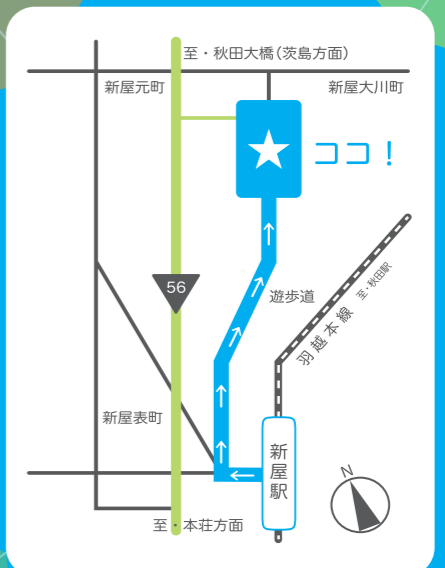 至・秋田大橋（茨島方面）
新屋元町
新屋大川町
ココ！
56
遊歩道
至・秋田駅
羽越本線
新屋表町
新屋駅
N
至・本荘方面